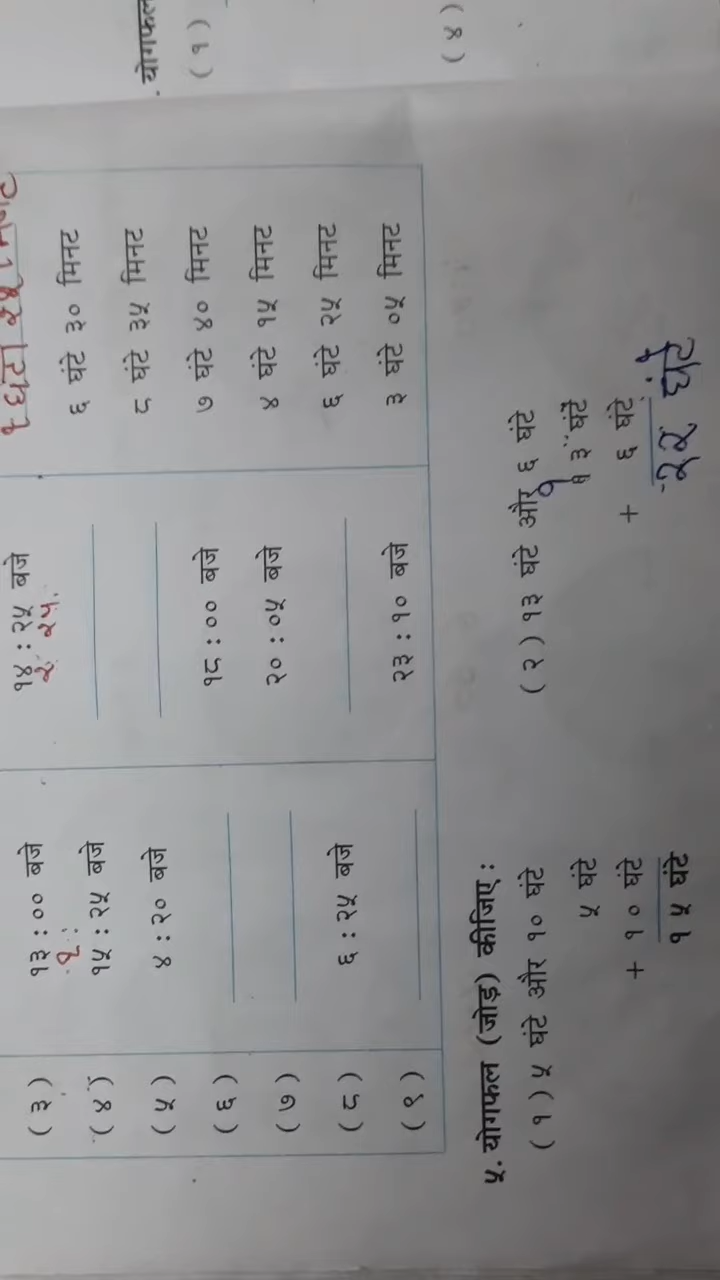 (३) १३ : ०० बजे १४ : २५ बजे १ घंटा
२ २५
(४) १५ : २५ बजे ६ घंटे ३० मिनट
(५) ४ : २० बजे ८ घंटे ३५ मिनट
(६) १८ : ०० बजे ७ घंटे ४० मिनट
(७) २० : ०५ बजे ४ घंटे १५ मिनट
(८) ६ : २५ बजे ६ घंटे २५ मिनट
(९) २३ : १० बजे ३ घंटे ०५ मिनट
५. योगफल (जोड़) कीजिए :
(१) ५ घंटे और १० घंटे (२) १३ घंटे और ६ घंटे
५ घंटे १३ घंटे
+ १० घंटे + ६ घंटे
१५ घंटे घंटे
योगफल
(१)
(४)